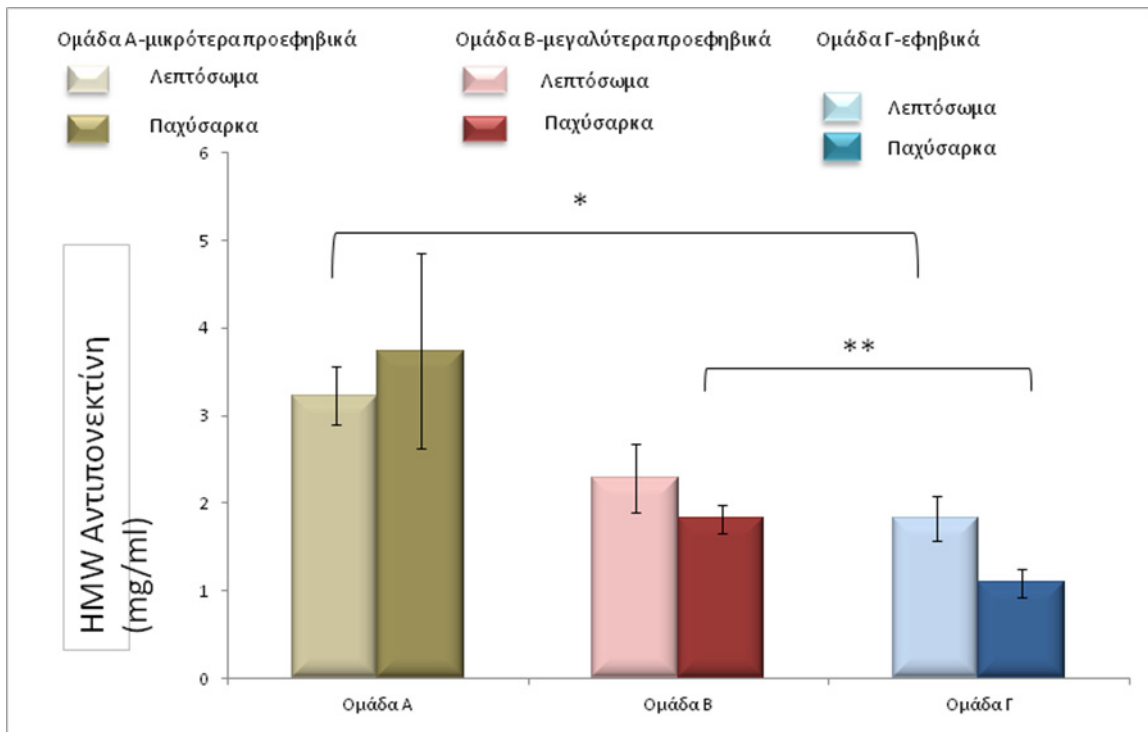 Ομάδα Α-μικρότερα προεφηβικά
Λεπτόσωμα
Παχύσαρκα
Ομάδα Β-μεγαλύτερα προεφηβικά
Λεπτόσωμα
Παχύσαρκα
Ομάδα Γ-εφηβικά
Λεπτόσωμα
Παχύσαρκα
HMW Αντιπονεκτίνη
(mg/ml)
6
5
4
3
2
1
0
*
**
Ομάδα Α
Ομάδα Β
Ομάδα Γ